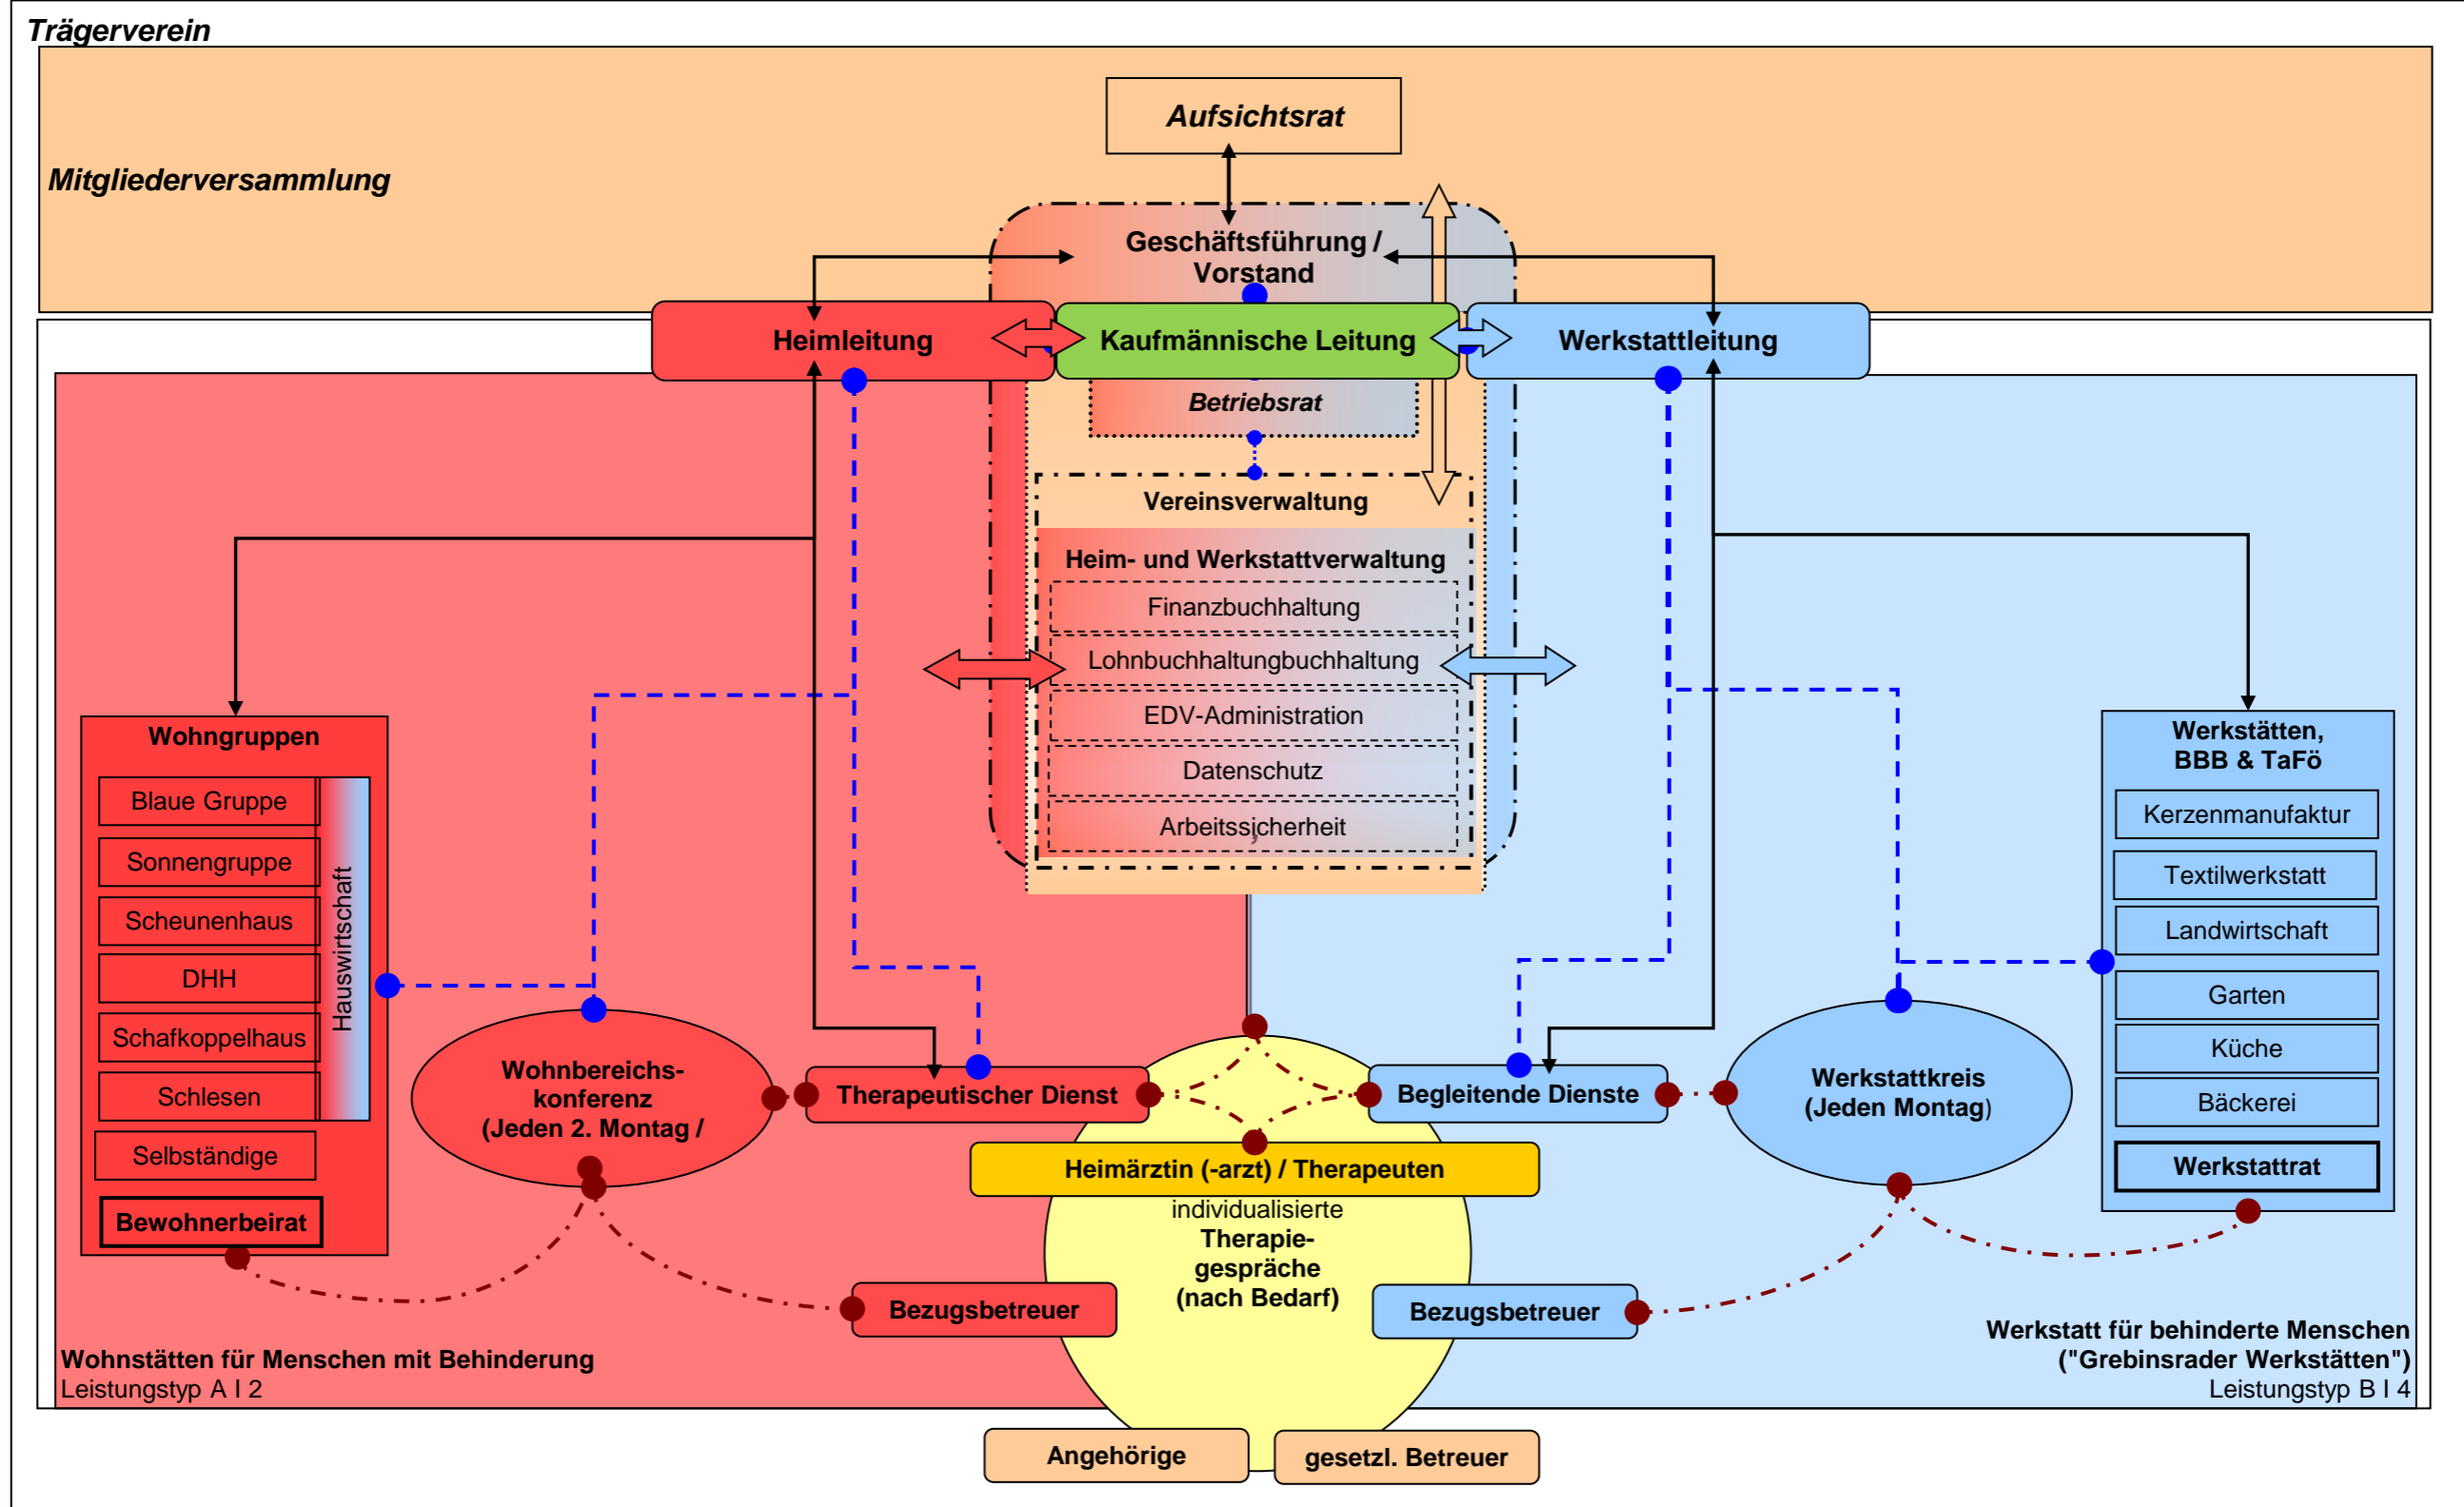 Trägerverein
Aufsichtsrat
Mitgliederversammlung
Geschäftsführung /
Vorstand
Heimleitung
Kaufmännische Leitung
Werkstattleitung
Betriebsrat
Vereinsverwaltung
Heim- und Werkstattverwaltung
Finanzbuchhaltung
Lohnbuchhaltungbuchhaltung
EDV-Administration
Datenschutz
Arbeitssicherheit
,
Wohngruppen
Blaue Gruppe
Sonnengruppe
Scheunenhaus
DHH
Schafkoppelhaus
Schlesen
Selbständige
Bewohnerbeirat
Hauswirtschaft
Wohnbereichs-
konferenz
(Jeden 2. Montag /
Therapeutischer Dienst
Begleitende Dienste
Werkstattkreis
(Jeden Montag)
Werkstätten,
BBB & TaFö
Kerzenmanufaktur
Textilwerkstatt
Landwirtschaft
Garten
Küche
Bäckerei
Werkstattrat
Heimärztin (-arzt) / Therapeuten
individualisierte
Therapie-
gespräche
(nach Bedarf)
Bezugsbetreuer
Bezugsbetreuer
Wohnstätten für Menschen mit Behinderung
Leistungstyp A I 2
Werkstatt für behinderte Menschen
("Grebinsrader Werkstätten")
Leistungstyp B I 4
Angehörige
gesetzl. Betreuer